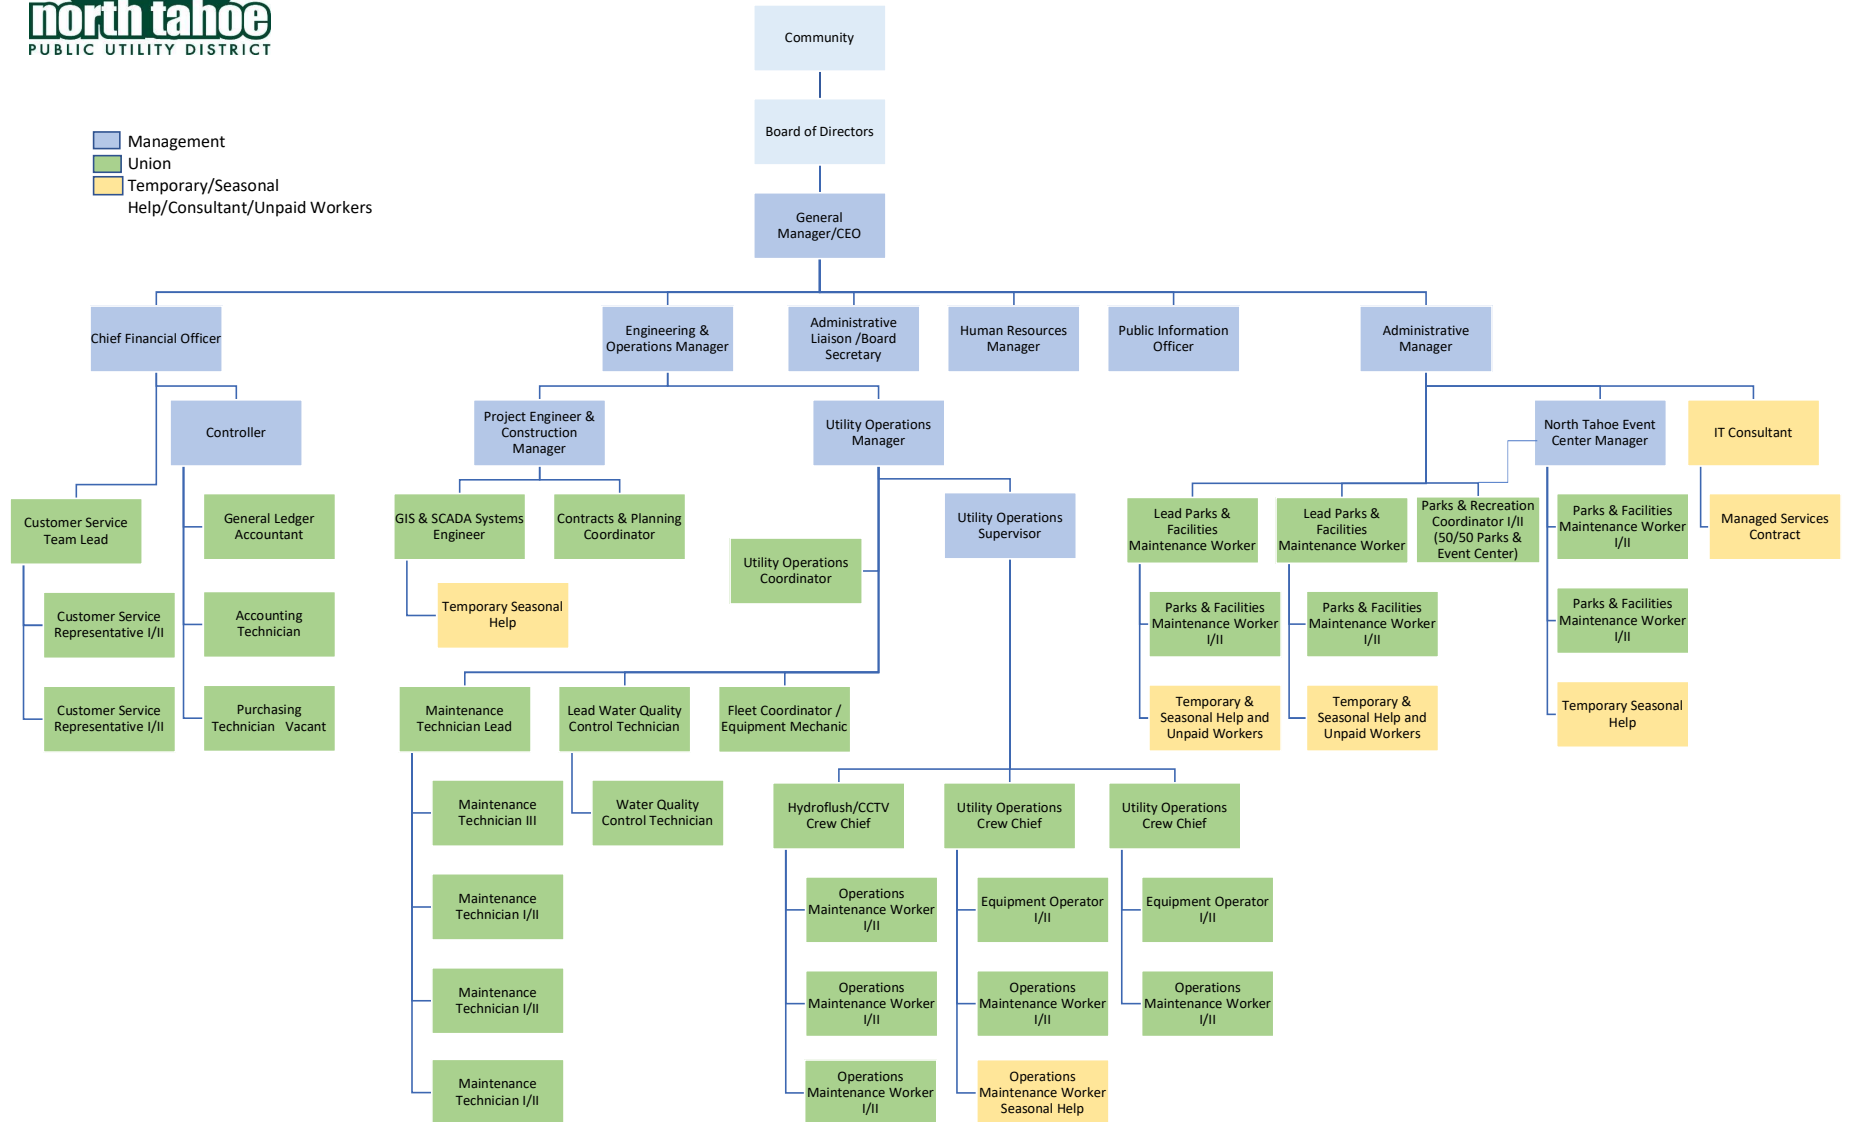 north tahoe
PUBLIC UTILITY DISTRICT
Management
Union
Temporary/Seasonal
Help/Consultant/Unpaid Workers
Community
Board of Directors
General
Manager/CEO
Chief Financial Officer
Engineering &
Operations Manager
Administrative
Liaison /Board
Secretary
Human Resources
Manager
Public Information
Officer
Administrative
Manager
Controller
Project Engineer &
Construction
Manager
Utility Operations
Manager
North Tahoe Event
Center Manager
IT Consultant
Customer Service
Team Lead
General Ledger
Accountant
GIS & SCADA Systems
Engineer
Contracts & Planning
Coordinator
Utility Operations
Supervisor
Lead Parks &
Facilities
Maintenance Worker
Lead Parks &
Facilities
Maintenance Worker
Parks & Recreation
Coordinator I/II
(50/50 Parks &
Event Center)
Parks & Facilities
Maintenance Worker
I/II
Managed Services
Contract
Utility Operations
Coordinator
Customer Service
Representative I/II
Accounting
Technician
Temporary Seasonal
Help
Parks & Facilities
Maintenance Worker
I/II
Parks & Facilities
Maintenance Worker
I/II
Parks & Facilities
Maintenance Worker
I/II
Customer Service
Representative I/II
Purchasing
Technician Vacant
Maintenance
Technician Lead
Lead Water Quality
Control Technician
Fleet Coordinator /
Equipment Mechanic
Temporary &
Seasonal Help and
Unpaid Workers
Temporary &
Seasonal Help and
Unpaid Workers
Temporary Seasonal
Help
Maintenance
Technician III
Water Quality
Control Technician
Hydroflush/CCTV
Crew Chief
Utility Operations
Crew Chief
Utility Operations
Crew Chief
Maintenance
Technician I/II
Operations
Maintenance Worker
I/II
Equipment Operator
I/II
Equipment Operator
I/II
Maintenance
Technician I/II
Operations
Maintenance Worker
I/II
Operations
Maintenance Worker
I/II
Operations
Maintenance Worker
I/II
Maintenance
Technician I/II
Operations
Maintenance Worker
I/II
Operations
Maintenance Worker
Seasonal Help